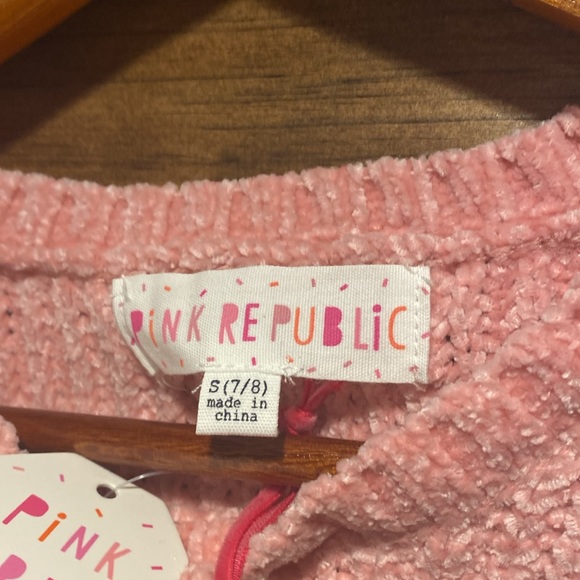 PiNK REPUBLiC
S(7/8)
made in
china
PiNK